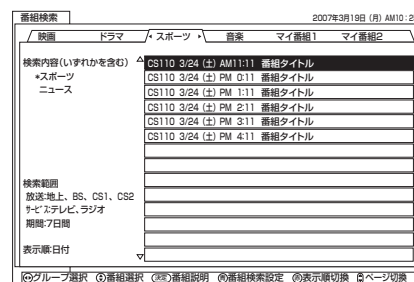 番組検索 2007年3月19日 (月) AM10:2
映画 ドラマ スポーツ 音楽 マイ番組1 マイ番組2
検索内容(いずれかを含む)
*スポーツ
ニュース
CS110 3/24 (土) AM11:11 番組タイトル
CS110 3/24 (土) PM 0:11 番組タイトル
CS110 3/24 (土) PM 1:11 番組タイトル
CS110 3/24 (土) PM 2:11 番組タイトル
CS110 3/24 (土) PM 3:11 番組タイトル
CS110 3/24 (土) PM 4:11 番組タイトル
検索範囲
放送:地上、BS、CS1、CS2
サービス:テレビ、ラジオ
期間:7日間
表示順:日付
グループ選択 番組選択 決定 番組説明 番組検索設定 表示順切換 ページ切換